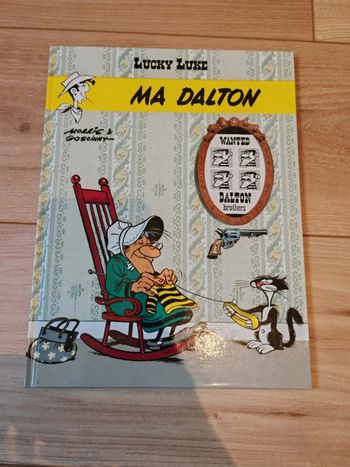 LUCKY LUKE
MA DALTON
MORRIS &
GOSCINNY
WANTED
DALTON
brothers